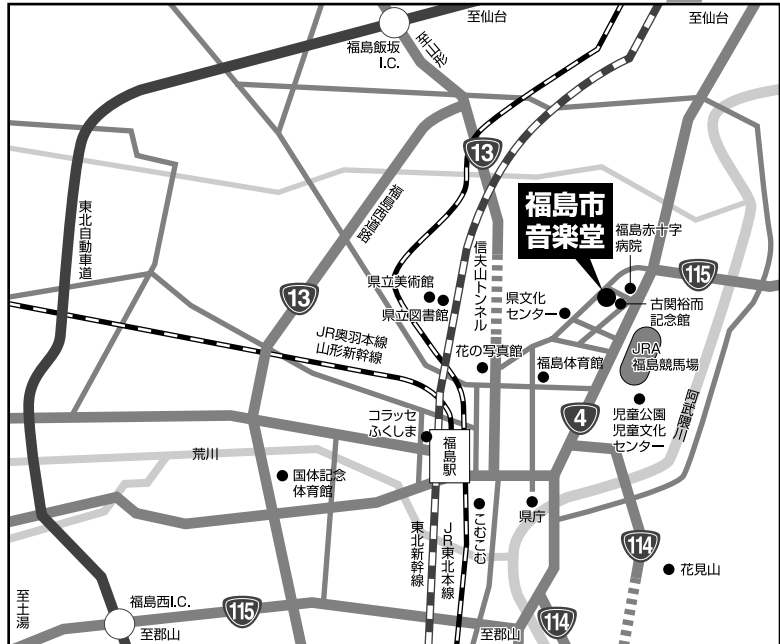 至仙台
至仙台
福島飯坂
I.C.
至山形
13
福島西道路
東北自動車道
信夫山トンネル
福島市
音楽堂
福島赤十字
病院
115
13
県立美術館
県立図書館
県文化
センター
古関裕而
記念館
JR奥羽本線
山形新幹線
花の写真館
福島体育館
JRA
福島競馬場
阿武隈川
4
児童公園
児童文化
センター
コラッセ
ふくしま
福島駅
荒川
国体記念
体育館
東北新幹線
JR東北本線
こむこむ
県庁
114
花見山
至土湯
福島西I.C.
115
至郡山
至郡山
114